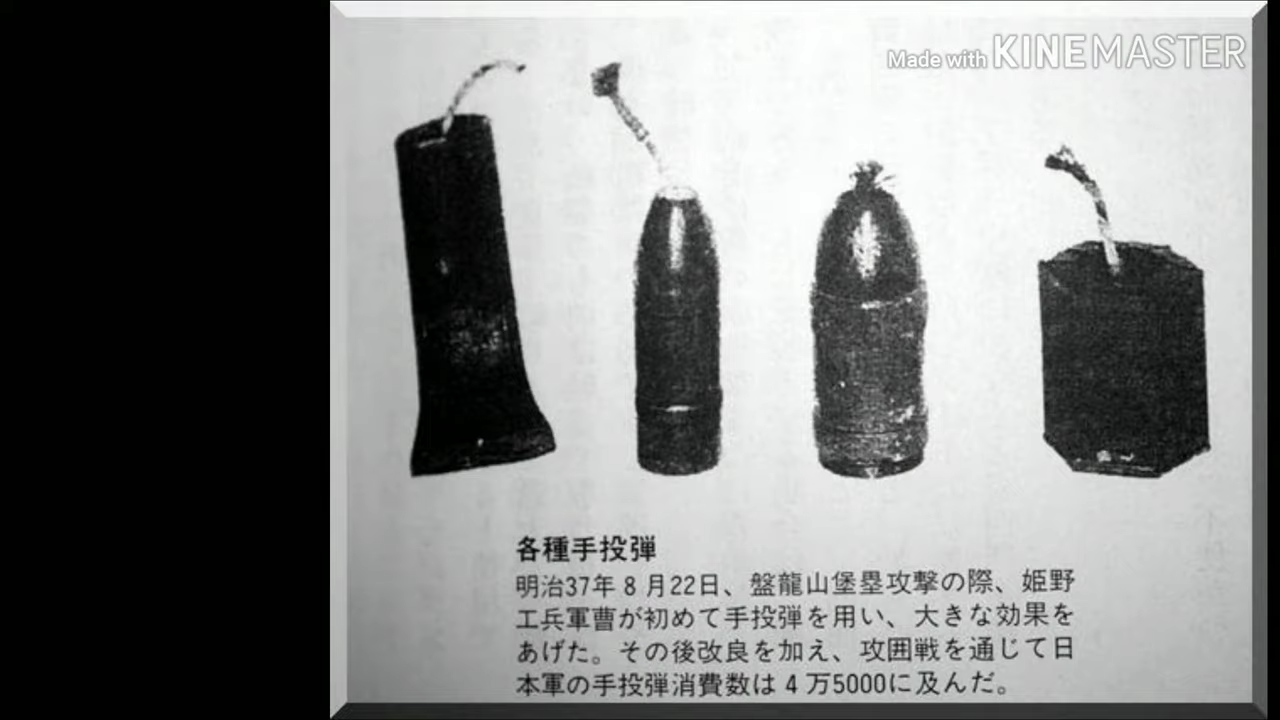 Made with KINEMASTER
各種手投弾
明治37年8月22日、盤龍山堡塁攻撃の際、姫野
工兵軍曹が初めて手投弾を用い、大きな効果を
あげた。その後改良を加え、攻囲戦を通じて日
本軍の手投弾消費数は4万5000に及んだ。